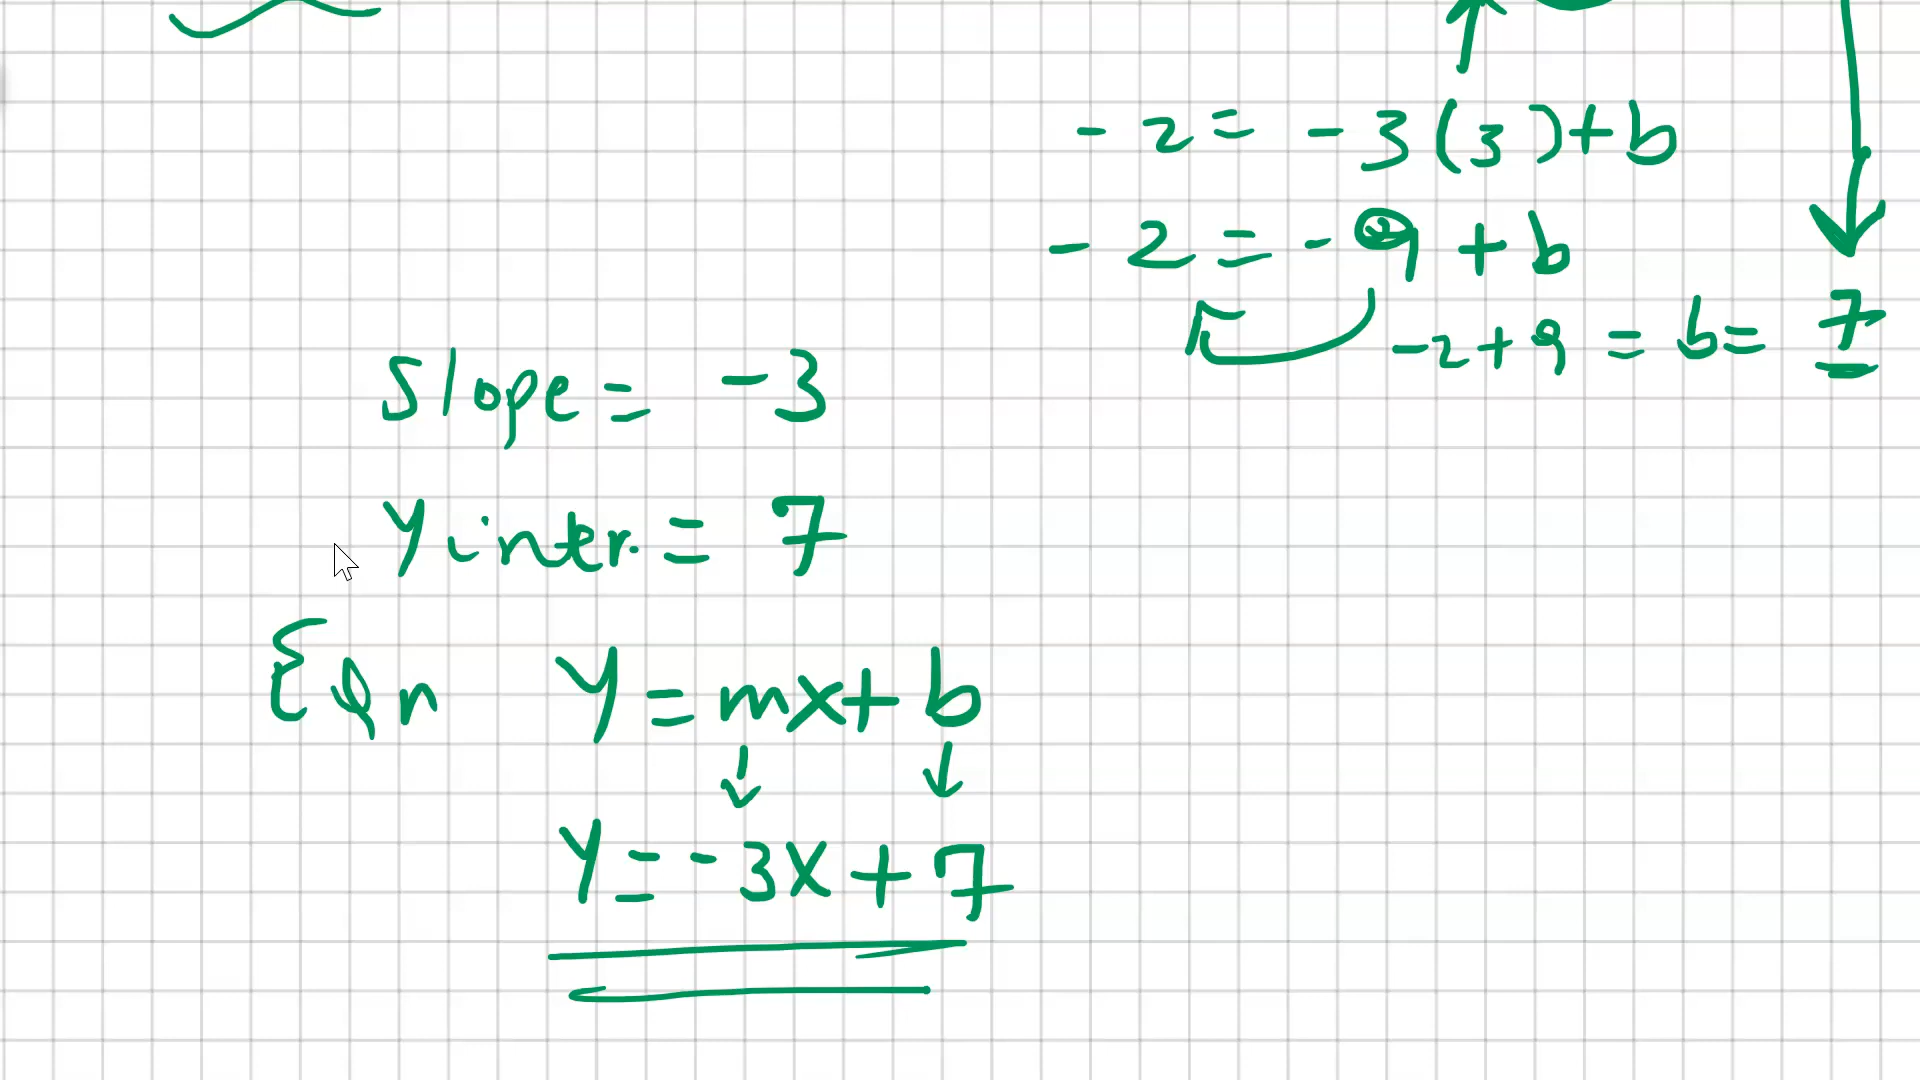 -2 = -3(3)+b
-2 = -9 + b
-2+9 = b = 7
Slope = -3
Y inter. = 7
EQn Y = mx+b
Y = -3x+7